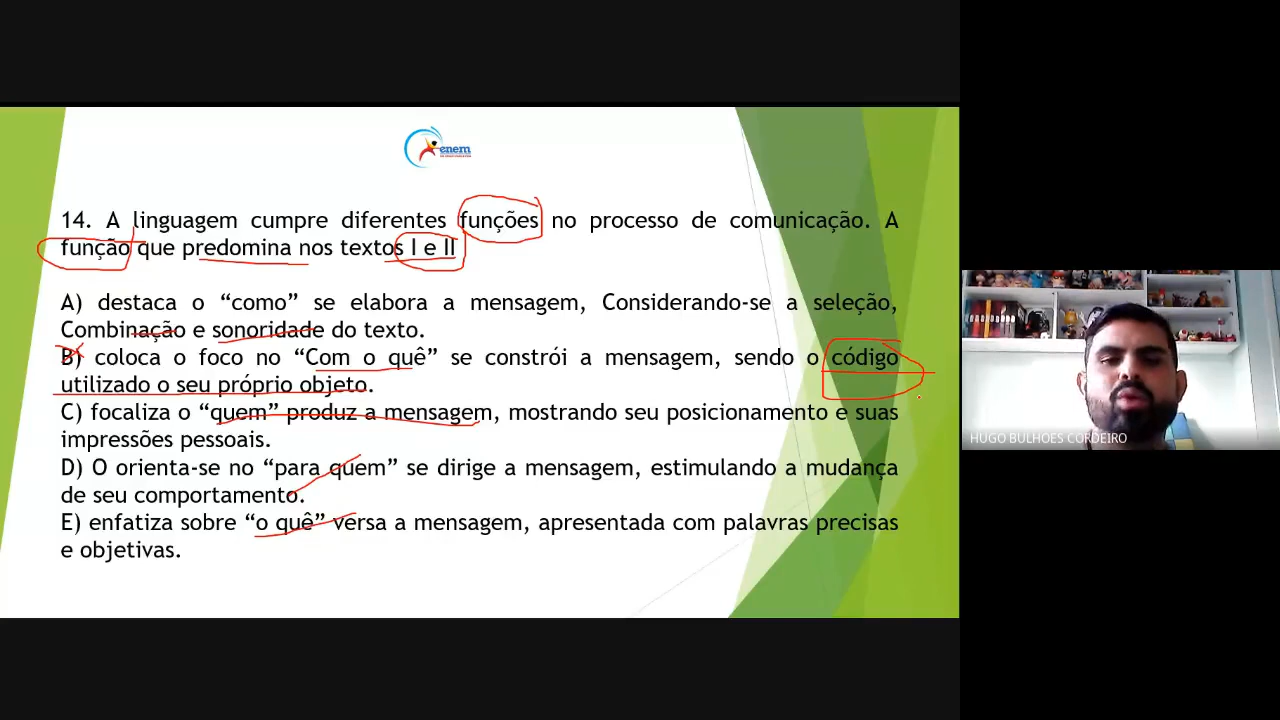 enem
14. A linguagem cumpre diferentes funções no processo de comunicação. A
função que predomina nos textos I e II
A) destaca o “como” se elabora a mensagem, Considerando-se a seleção,
Combinação e sonoridade do texto.
B) coloca o foco no “Com o quê” se constrói a mensagem, sendo o código
utilizado o seu próprio objeto.
C) focaliza o “quem” produz a mensagem, mostrando seu posicionamento e suas
impressões pessoais.
D) O orienta-se no “para quem” se dirige a mensagem, estimulando a mudança
de seu comportamento.
E) enfatiza sobre “o quê” versa a mensagem, apresentada com palavras precisas
e objetivas.
HUGO BULHOES CORDEIRO